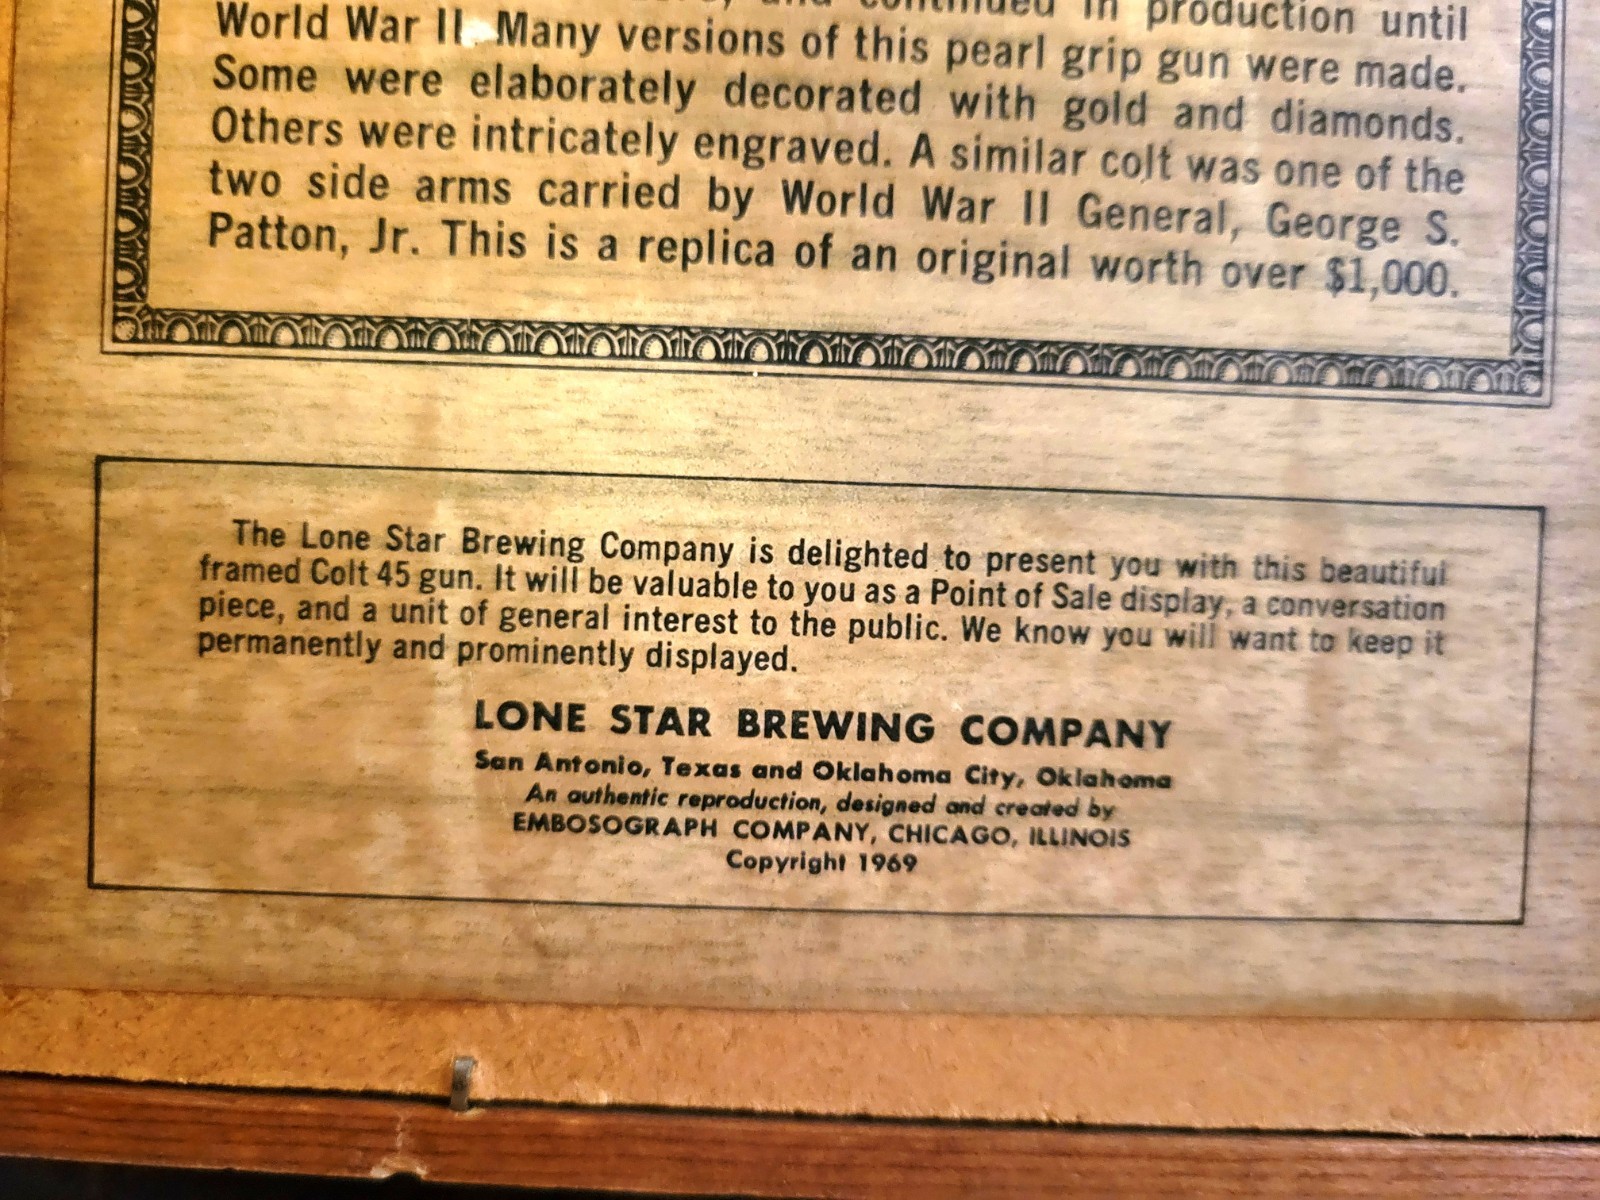 continued in production until
World War II. Many versions of this pearl grip gun were made.
Some were elaborately decorated with gold and diamonds.
Others were intricately engraved. A similar colt was one of the
two side arms carried by World War II General, George S.
Patton, Jr. This is a replica of an original worth over $1,000.
The Lone Star Brewing Company is delighted to present you with this beautiful
framed Colt 45 gun. It will be valuable to you as a Point of Sale display, a conversation
piece, and a unit of general interest to the public. We know you will want to keep it
permanently and prominently displayed.
LONE STAR BREWING COMPANY
San Antonio, Texas and Oklahoma City, Oklahoma
An authentic reproduction, designed and created by
EMBOSOGRAPH COMPANY, CHICAGO, ILLINOIS
Copyright 1969